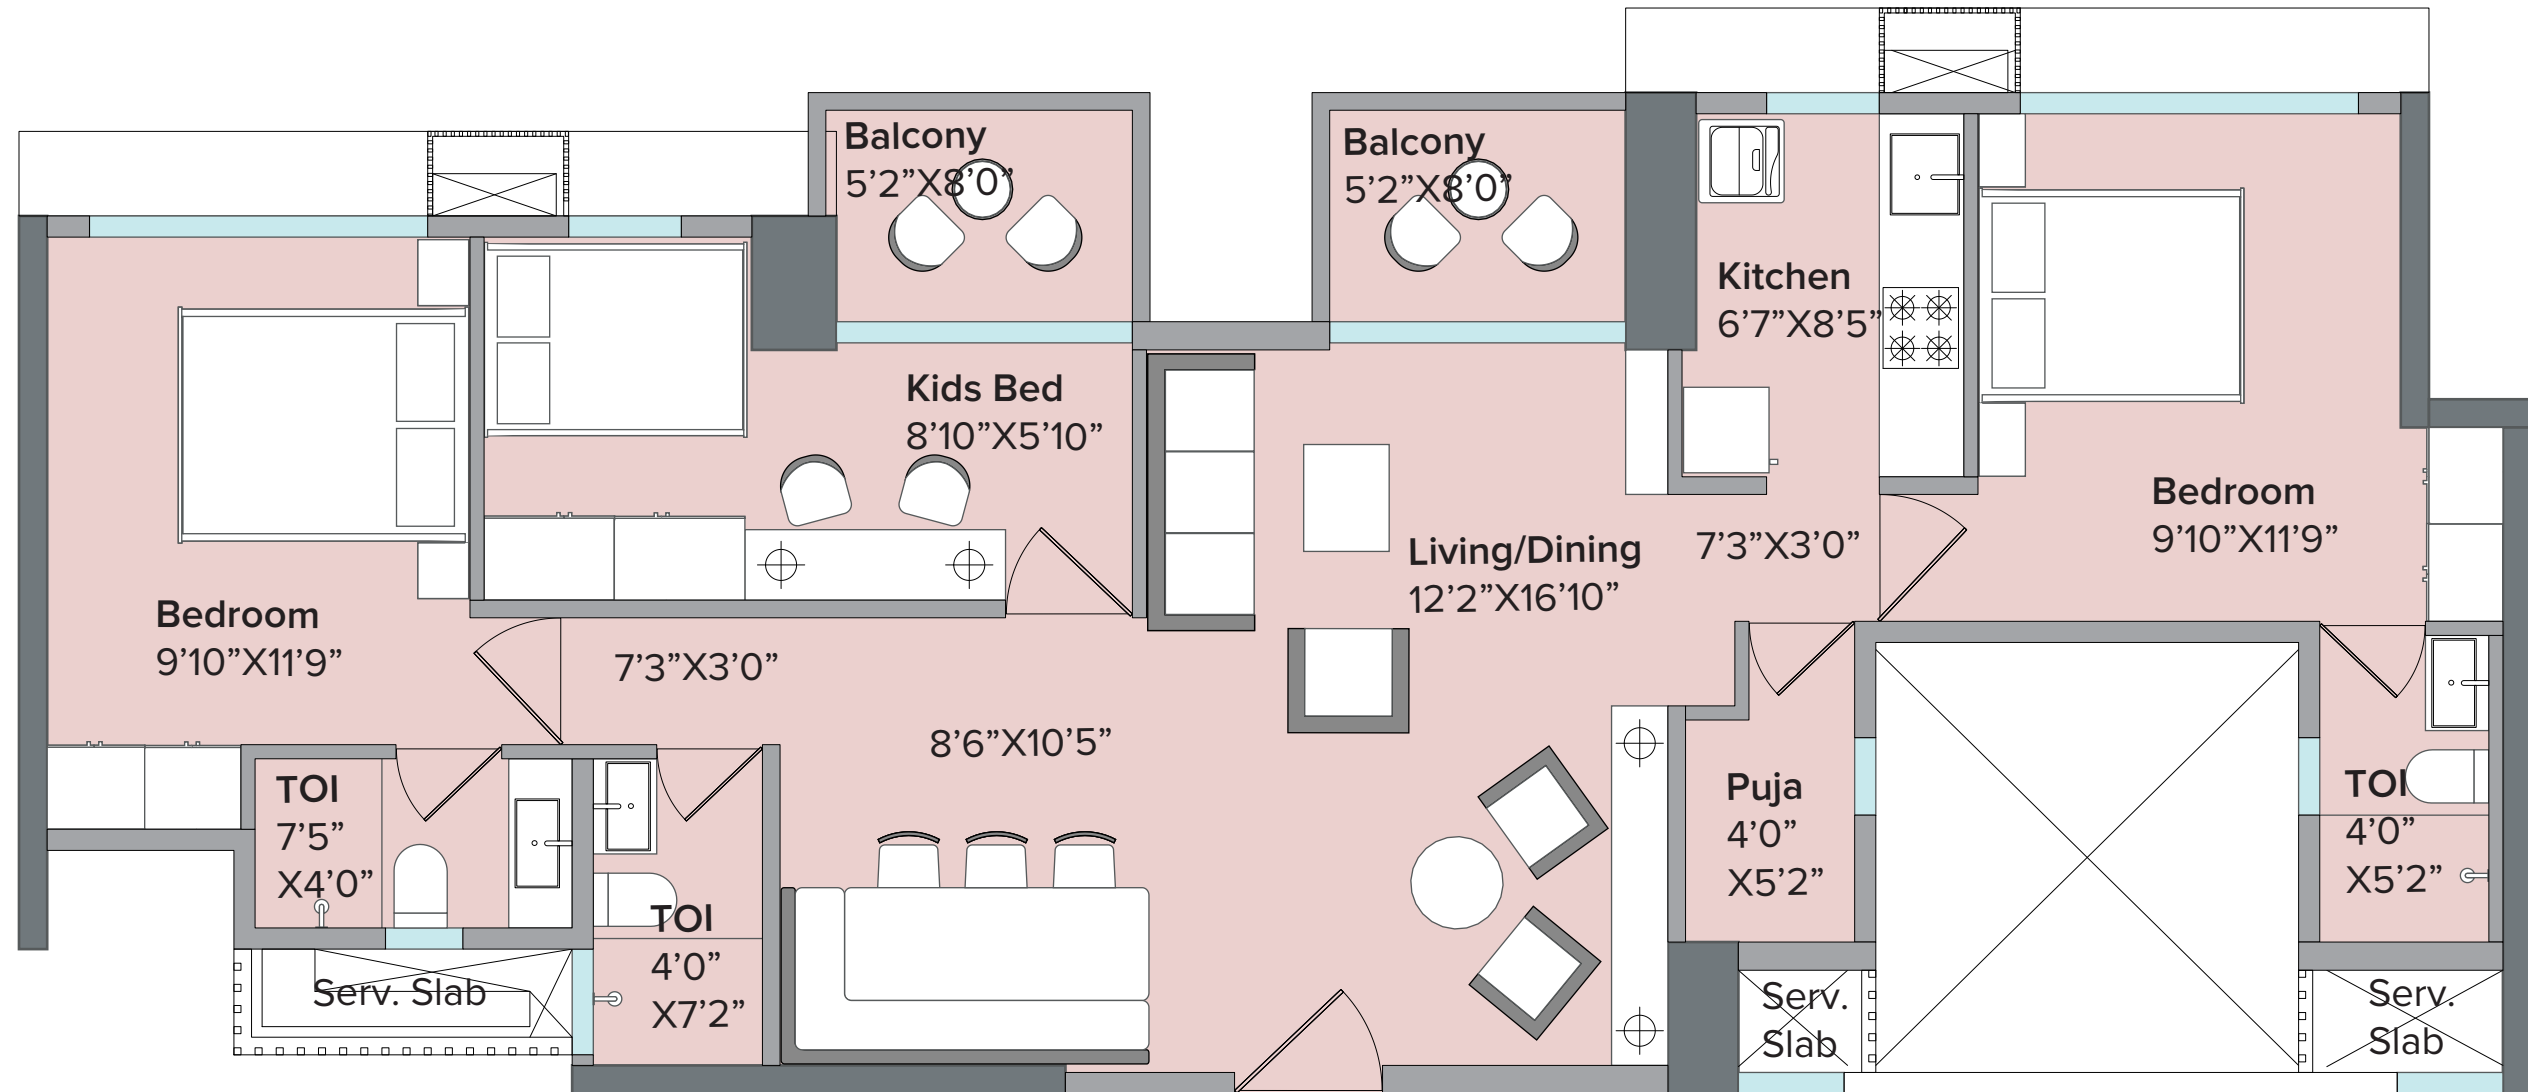 Balcony
5’2”X8’0”
Balcony
5’2”X8’0”
Kitchen
6’7”X8’5”
Kids Bed
8’10”X5’10”
Bedroom
9’10”X11’9”
Living/Dining
12’2”X16’10”
7’3”X3’0”
Bedroom
9’10”X11’9”
7’3”X3’0”
8’6”X10’5”
TOI
7’5”
X4’0”
Puja
4’0”
X5’2”
TOI
4’0”
X5’2”
TOI
4’0”
X7’2”
Serv. Slab
Serv.
Slab
Serv.
Slab